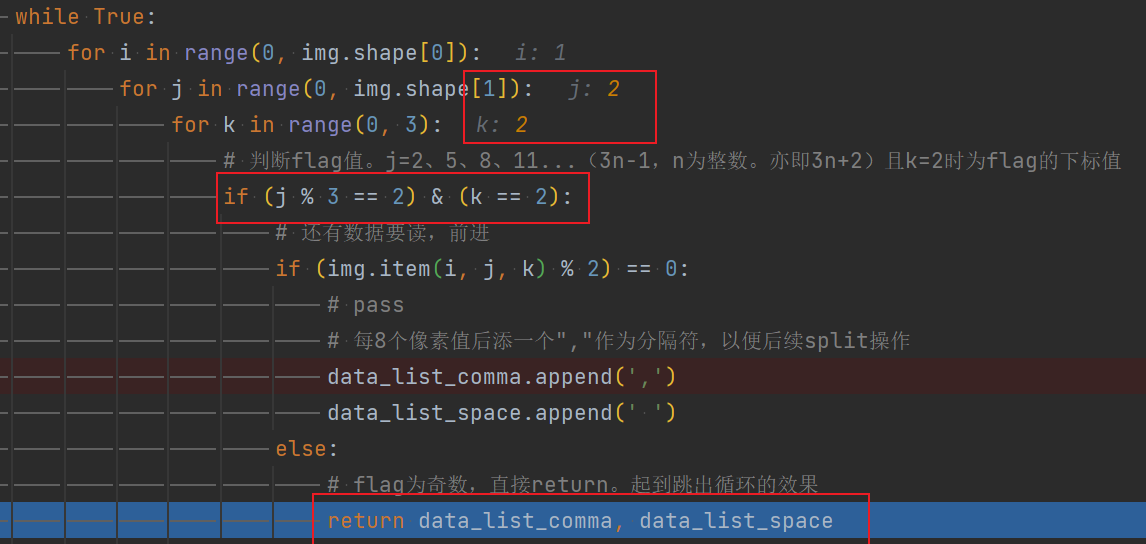 while True:
for i in range(0, img.shape[0]): i: 1
for j in range(0, img.shape[1]): j: 2
for k in range(0, 3): k: 2
# 判断flag值。j=2、5、8、11...（3n-1，n为整数。亦即3n+2）且k=2时为flag的下标值
if (j % 3 == 2) & (k == 2):
# 还有数据要读，前进
if (img.item(i, j, k) % 2) == 0:
# pass
# 每8个像素值后添一个","作为分隔符，以便后续split操作
data_list_comma.append(',')
data_list_space.append(' ')
else:
# flag为奇数，直接return。起到跳出循环的效果
return data_list_comma, data_list_space